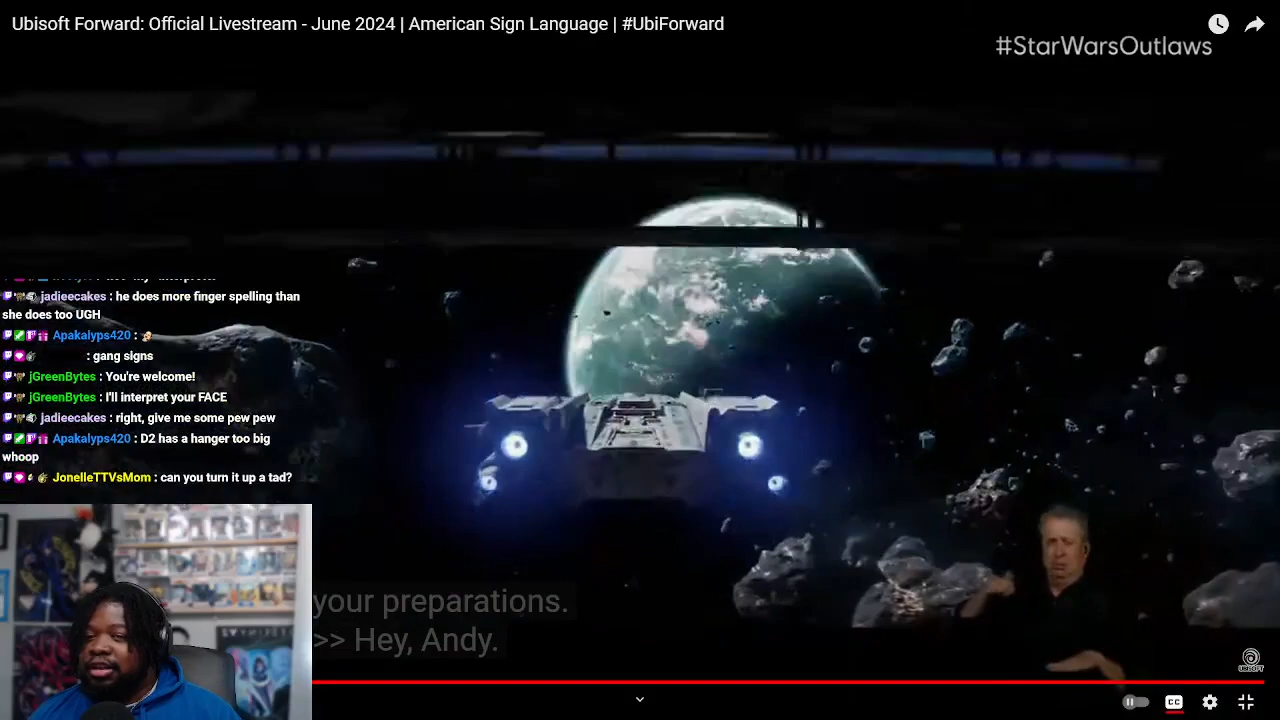 Ubisoft Forward: Official Livestream - June 2024 | American Sign Language | #UbiForward
#StarWarsOutlaws
jadieecakes : he does more finger spelling than
she does too UGH
Apakalyps420 :
: gang signs
jGreenBytes : You're welcome!
jGreenBytes : I'll interpret your FACE
jadieecakes : right, give me some pew pew
Apakalyps420 : D2 has a hanger too big
whoop
JonelleTTVsMom : can you turn it up a tad?
your preparations.
>> Hey, Andy.
UBISOFT
CC